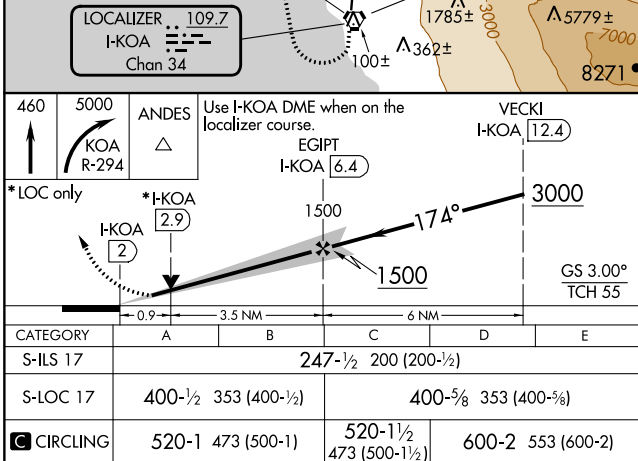 LOCALIZER 109.7
I-KOA
Chan 34
100±
362±
1785±
3000
5779±
7000
8271
460
5000
KOA
R-294
ANDES
Use I-KOA DME when on the
localizer course.
VECKI
I-KOA 12.4
EGIPT
I-KOA 6.4
*LOC only
*I-KOA
2.9
I-KOA
2
1500
174°
3000
1500
GS 3.00°
TCH 55
0.9
3.5 NM
6 NM
CATEGORY A B C D E
S-ILS 17 247-½ 200 (200-½)
S-LOC 17 400-½ 353 (400-½) 400-⅝ 353 (400-⅝)
C CIRCLING 520-1 473 (500-1) 520-1½ 473 (500-1½) 600-2 553 (600-2)